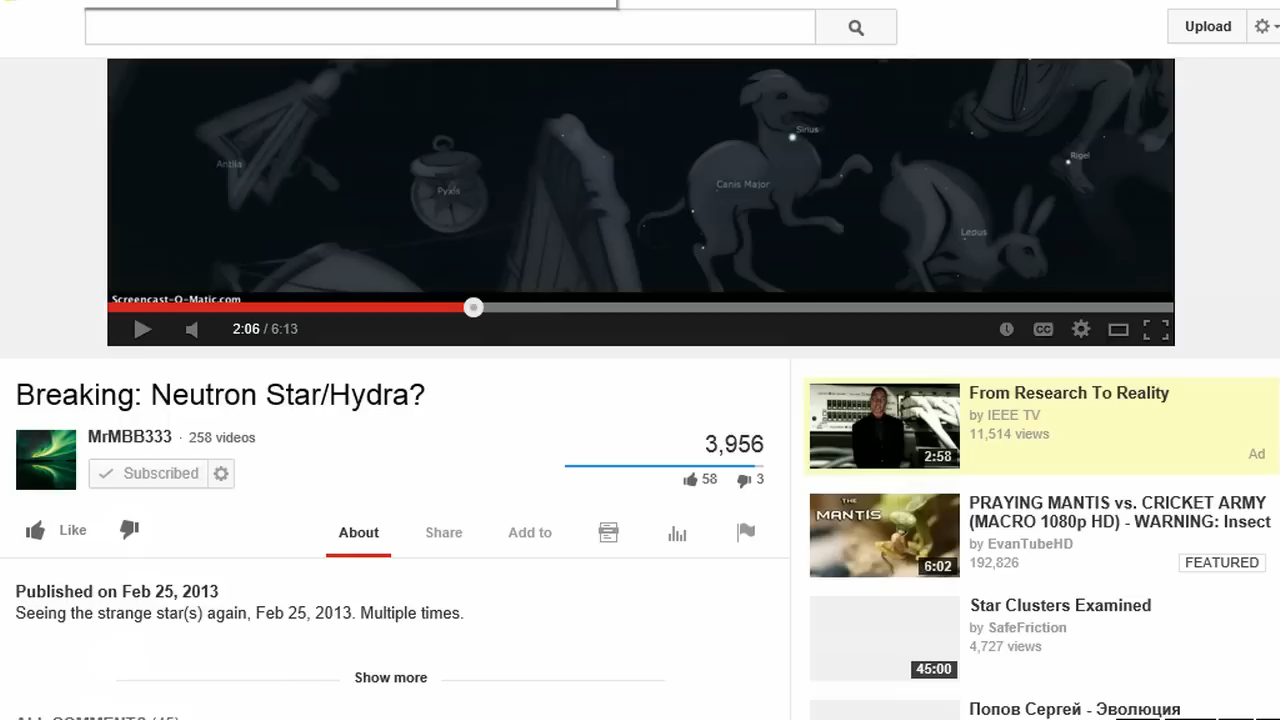 Upload
Sirius
Rigel
Antlia
Canis Major
Pyxis
Lepus
Screencast-O-Matic.com
2:06 / 6:13
CC
Breaking: Neutron Star/Hydra?
MrMBB333 · 258 videos
Subscribed
3,956
58
3
Like
About
Share
Add to
Published on Feb 25, 2013
Seeing the strange star(s) again, Feb 25, 2013. Multiple times.
Show more
ALL COMMENTS (45)
From Research To Reality
by IEEE TV
11,514 views
2:58
Ad
THE
MANTIS
6:02
PRAYING MANTIS vs. CRICKET ARMY
(MACRO 1080p HD) - WARNING: Insect
by EvanTubeHD
192,826
FEATURED
Star Clusters Examined
by SafeFriction
4,727 views
45:00
Попов Сергей - Эволюция